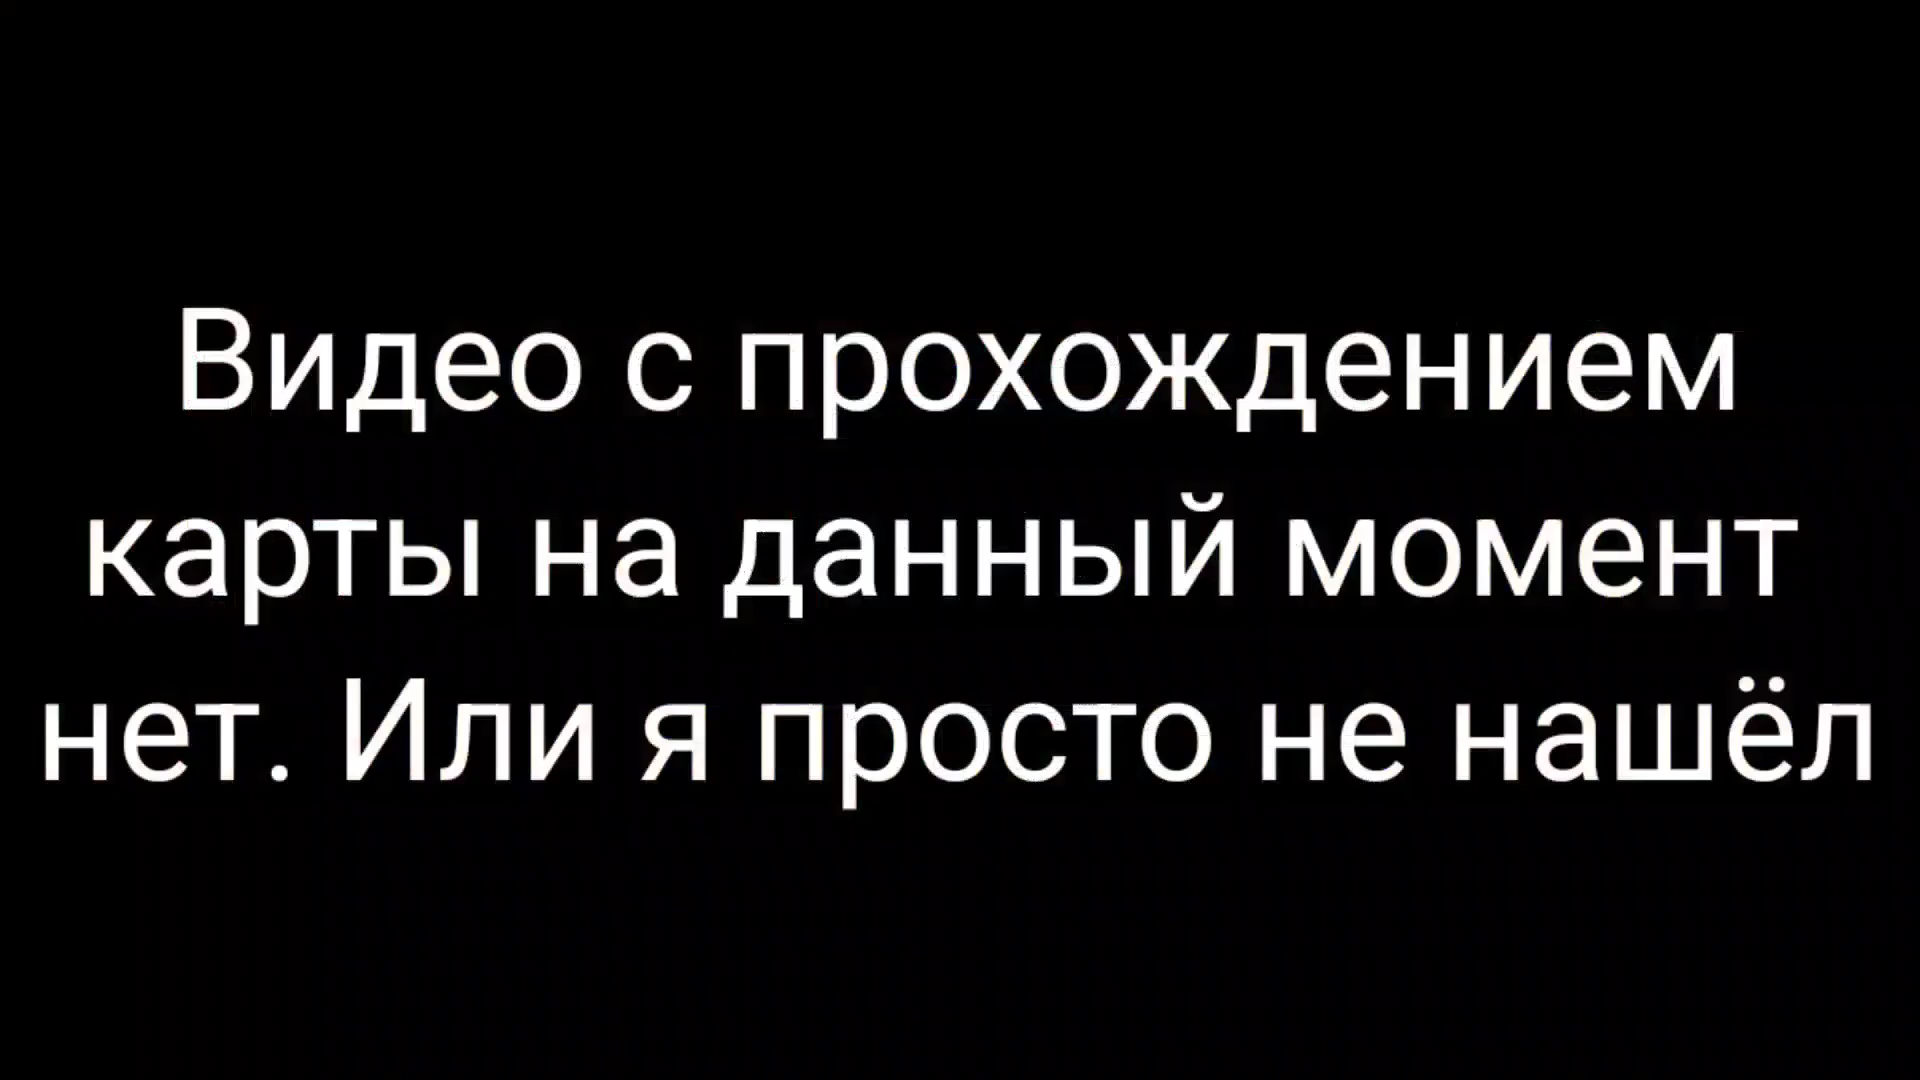 Видео с прохождением
карты на данный момент
нет. Или я просто не нашёл